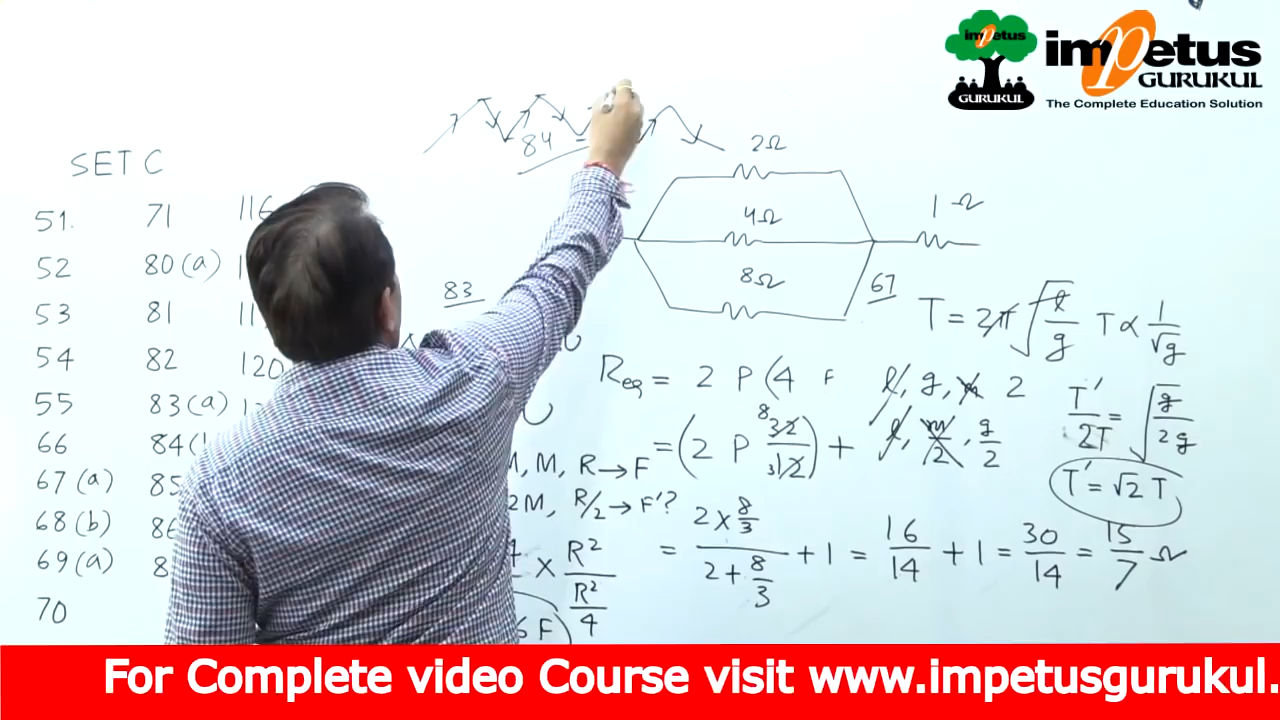 impetus
GURUKUL
impetus
GURUKUL
The Complete Education Solution
SET C
51.
52
53
54
55
66
67 (a)
68 (b)
69 (a)
70
71
80 (a)
81
82
83 (a)
84
85
86
116
120
84
2Ω
4Ω
8Ω
1 Ω
83
67
T = 2π√(l/g) T ∝ 1/√g
l, g, m 2
l, m/2, g/2
T'/2T = √(g/2g)
T' = √2 T
Req = 2 P (4
= (2 P 32/12) +
8
3
= (2 × 8/3)/(2 + 8/3) + 1 = 16/14 + 1 = 30/14 = 15/7 Ω
M, R → F
2M, R/2 → F'?
× R²/(R²/4)
F
For Complete video Course visit www.impetusgurukul.